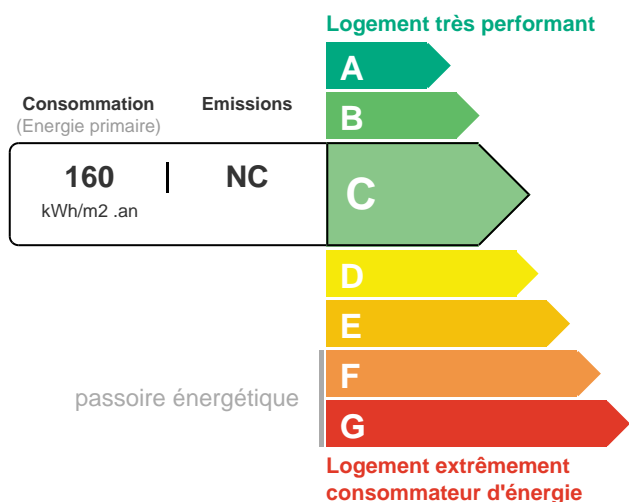 Logement très performant
A
Consommation
Emissions
(Energie primaire)
B
160
NC
kWh/m2 .an
C
D
E
F
passoire énergétique
G
Logement extrêmement
consommateur d'énergie